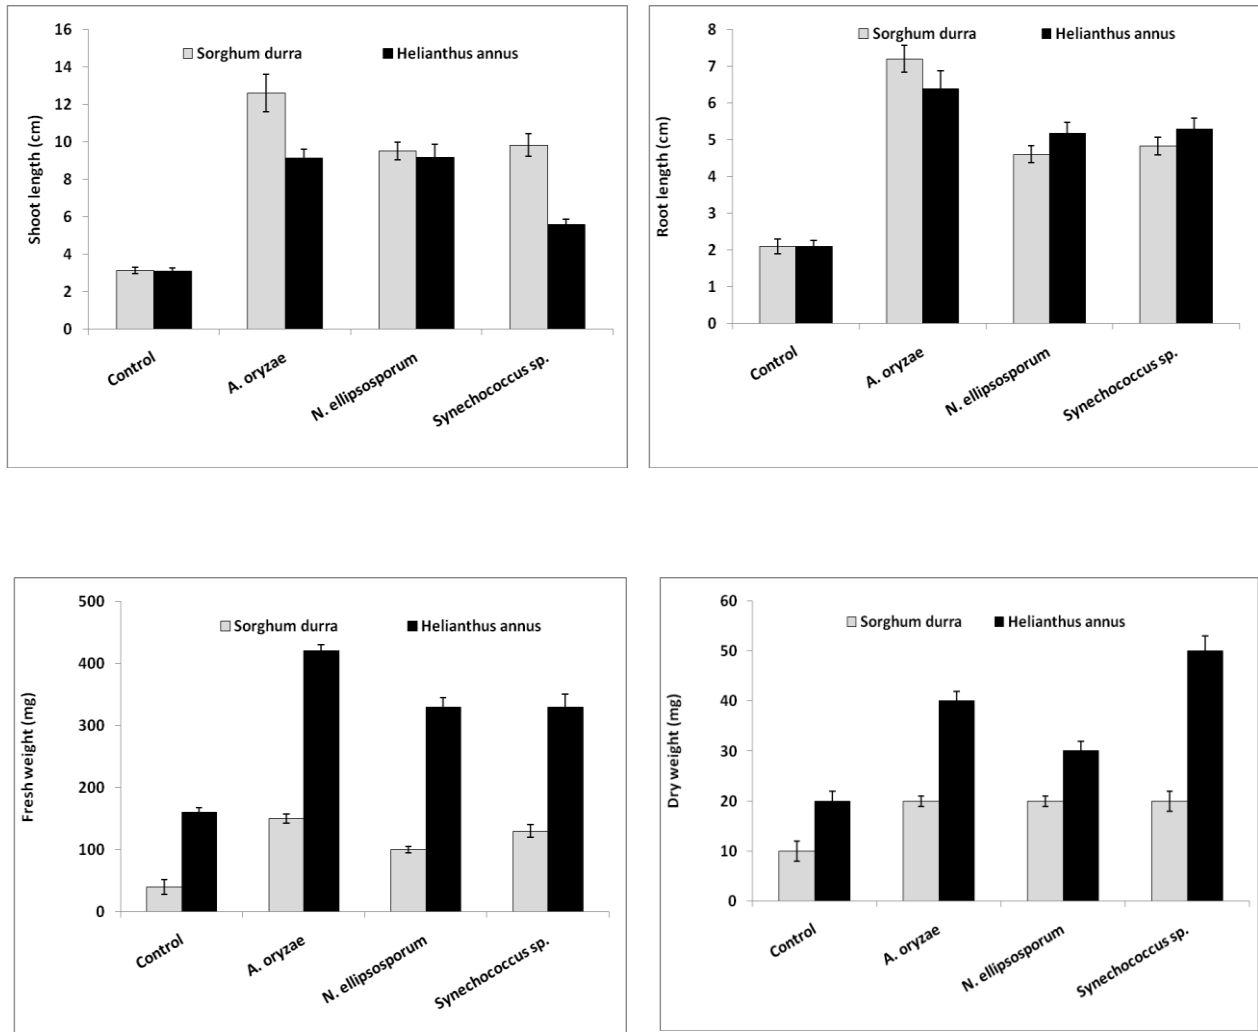 Shoot length (cm)
16
14
12
10
8
6
4
2
0
Sorghum durra
Helianthus annus
Control
A. oryzae
N. ellipsosporum
Synechococcus sp.
Root length (cm)
8
7
6
5
4
3
2
1
0
Sorghum durra
Helianthus annus
Control
A. oryzae
N. ellipsosporum
Synechococcus sp.
Fresh weight (mg)
500
400
300
200
100
0
Sorghum durra
Helianthus annus
Control
A. oryzae
N. ellipsosporum
Synechococcus sp.
Dry weight (mg)
60
50
40
30
20
10
0
Sorghum durra
Helianthus annus
Control
A. oryzae
N. ellipsosporum
Synechococcus sp.